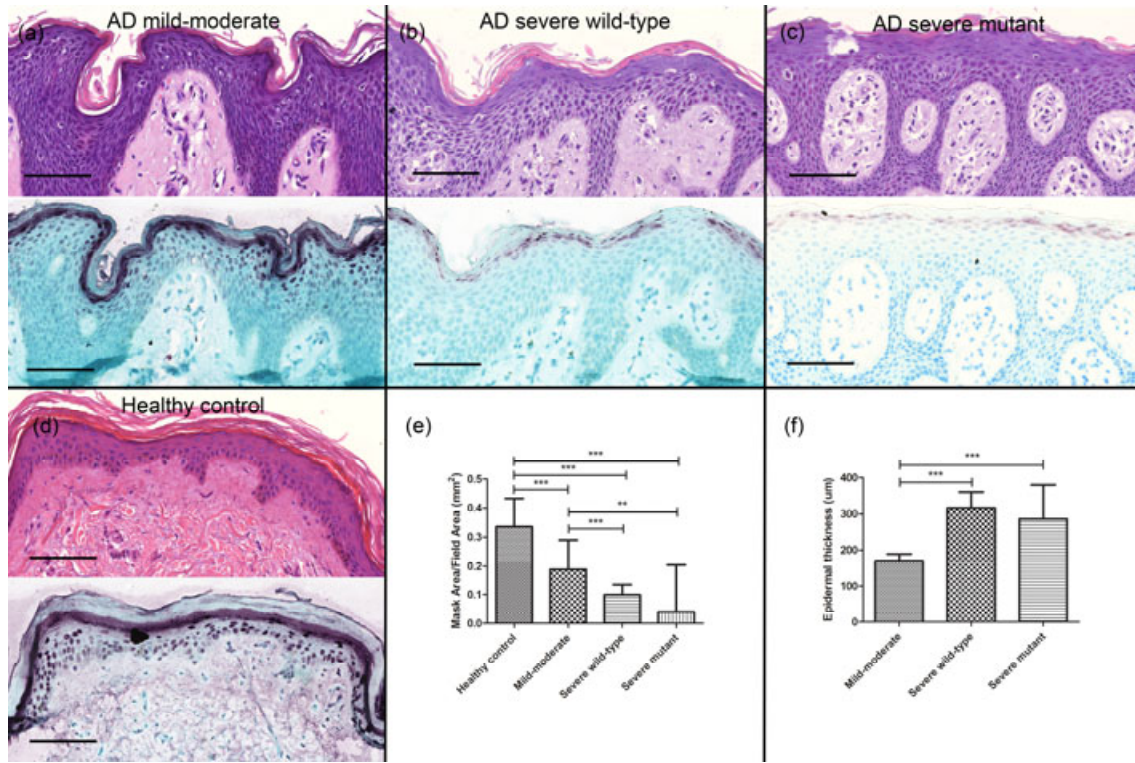 AD mild-moderate
(a)
AD severe wild-type
(b)
AD severe mutant
(c)
Healthy control
(d)
(e)
***
***
***
**
***
Mask Area/Field Area (mm²)
0.5
0.4
0.3
0.2
0.1
0.0
Healthy control
Mild-moderate
Severe wild-type
Severe mutant
(f)
***
***
Epidermal thickness (um)
400
300
200
100
0
Mild-moderate
Severe wild-type
Severe mutant